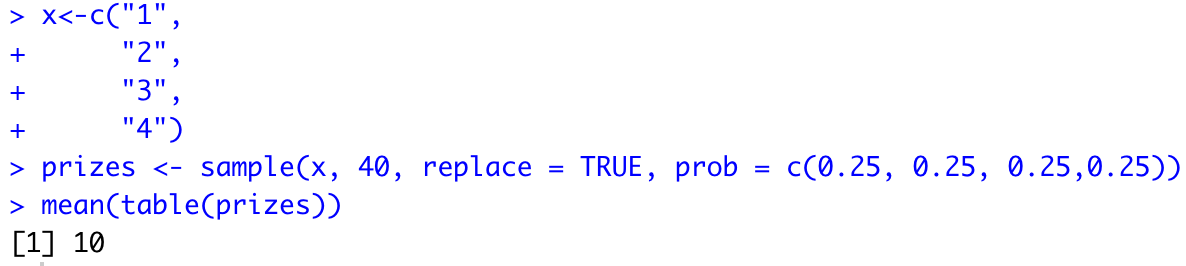 > x<-c("1",
+      "2",
+      "3",
+      "4")
> prizes <- sample(x, 40, replace = TRUE, prob = c(0.25, 0.25, 0.25,0.25))
> mean(table(prizes))
[1] 10